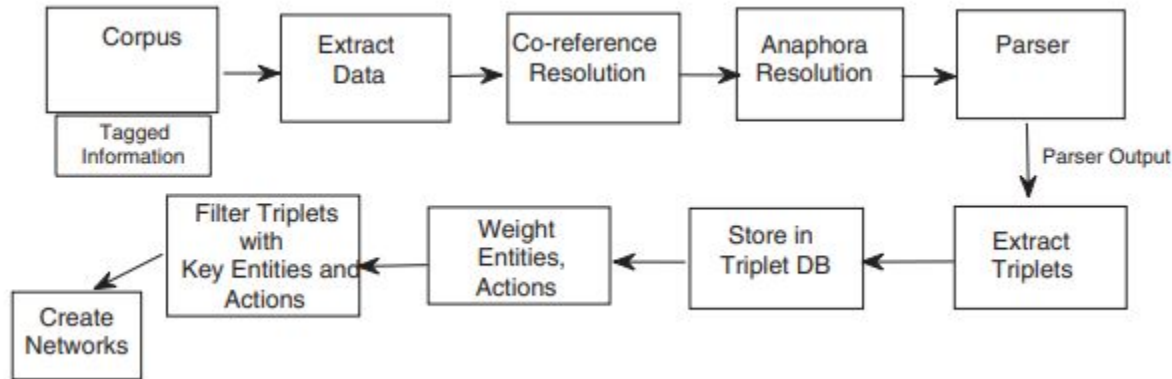 Corpus
Tagged
Information
Extract
Data
Co-reference
Resolution
Anaphora
Resolution
Parser
Parser Output
Extract
Triplets
Store in
Triplet DB
Weight
Entities,
Actions
Filter Triplets
with
Key Entities and
Actions
Create
Networks